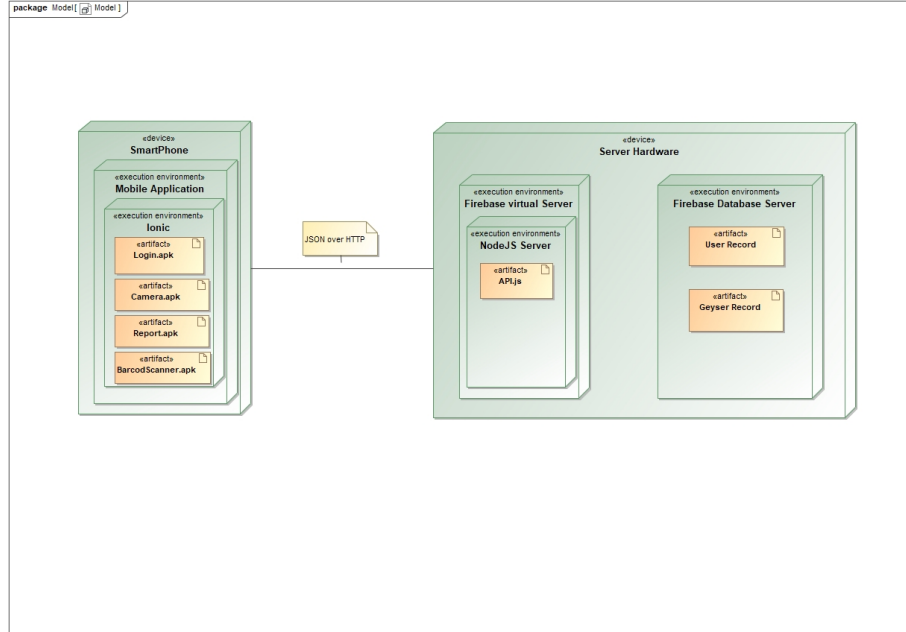 package Model [ Model ]
«device»
SmartPhone
«execution environment»
Mobile Application
«execution environment»
Ionic
«artifact»
Login.apk
«artifact»
Camera.apk
«artifact»
Report.apk
«artifact»
BarcodScanner.apk
JSON over HTTP
«device»
Server Hardware
«execution environment»
Firebase virtual Server
«execution environment»
NodeJS Server
«artifact»
API.js
«execution environment»
Firebase Database Server
«artifact»
User Record
«artifact»
Geyser Record